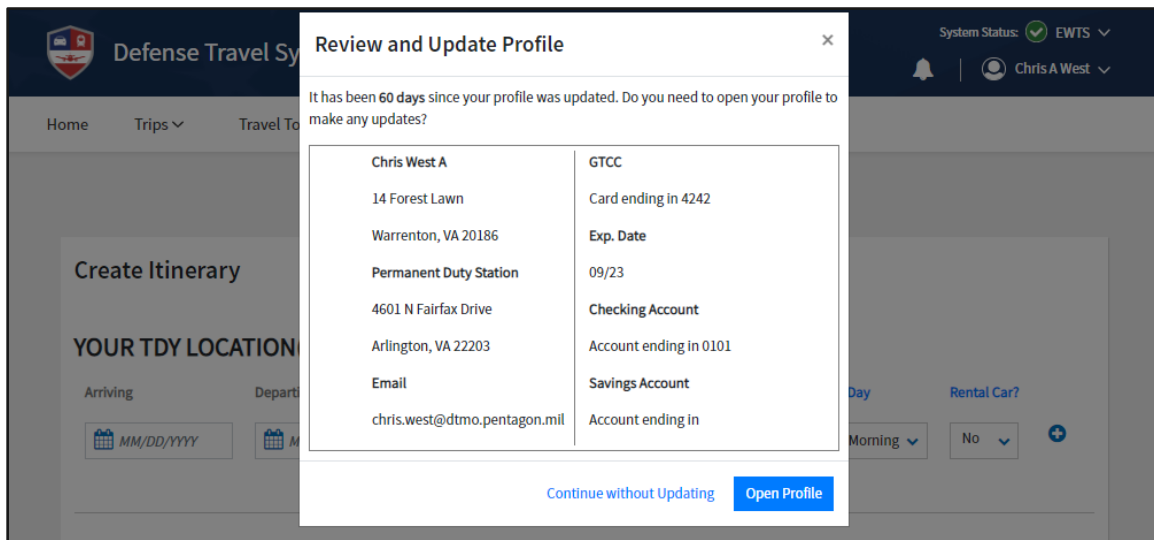 Defense Travel Sy
System Status: EWTS
Chris A West
Home Trips Travel To
Review and Update Profile ×
It has been 60 days since your profile was updated. Do you need to open your profile to
make any updates?
Chris West A
14 Forest Lawn
Warrenton, VA 20186
Permanent Duty Station
4601 N Fairfax Drive
Arlington, VA 22203
Email
chris.west@dtmo.pentagon.mil
GTCC
Card ending in 4242
Exp. Date
09/23
Checking Account
Account ending in 0101
Savings Account
Account ending in
Continue without Updating Open Profile
Create Itinerary
YOUR TDY LOCATION
Arriving Departi Day Rental Car?
MM/DD/YYYY M Morning No